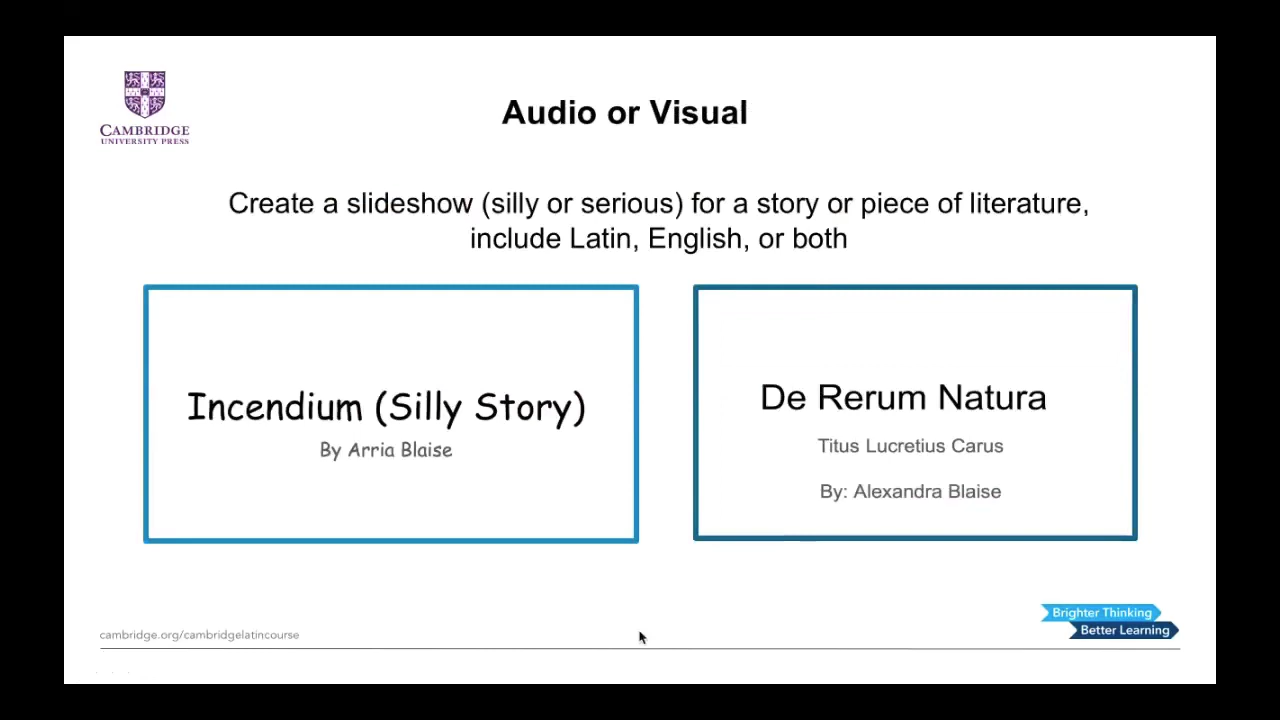 CAMBRIDGE
UNIVERSITY PRESS
Audio or Visual
Create a slideshow (silly or serious) for a story or piece of literature,
include Latin, English, or both
Incendium (Silly Story)
By Arria Blaise
De Rerum Natura
Titus Lucretius Carus
By: Alexandra Blaise
Brighter Thinking
Better Learning
cambridge.org/cambridgelatincourse